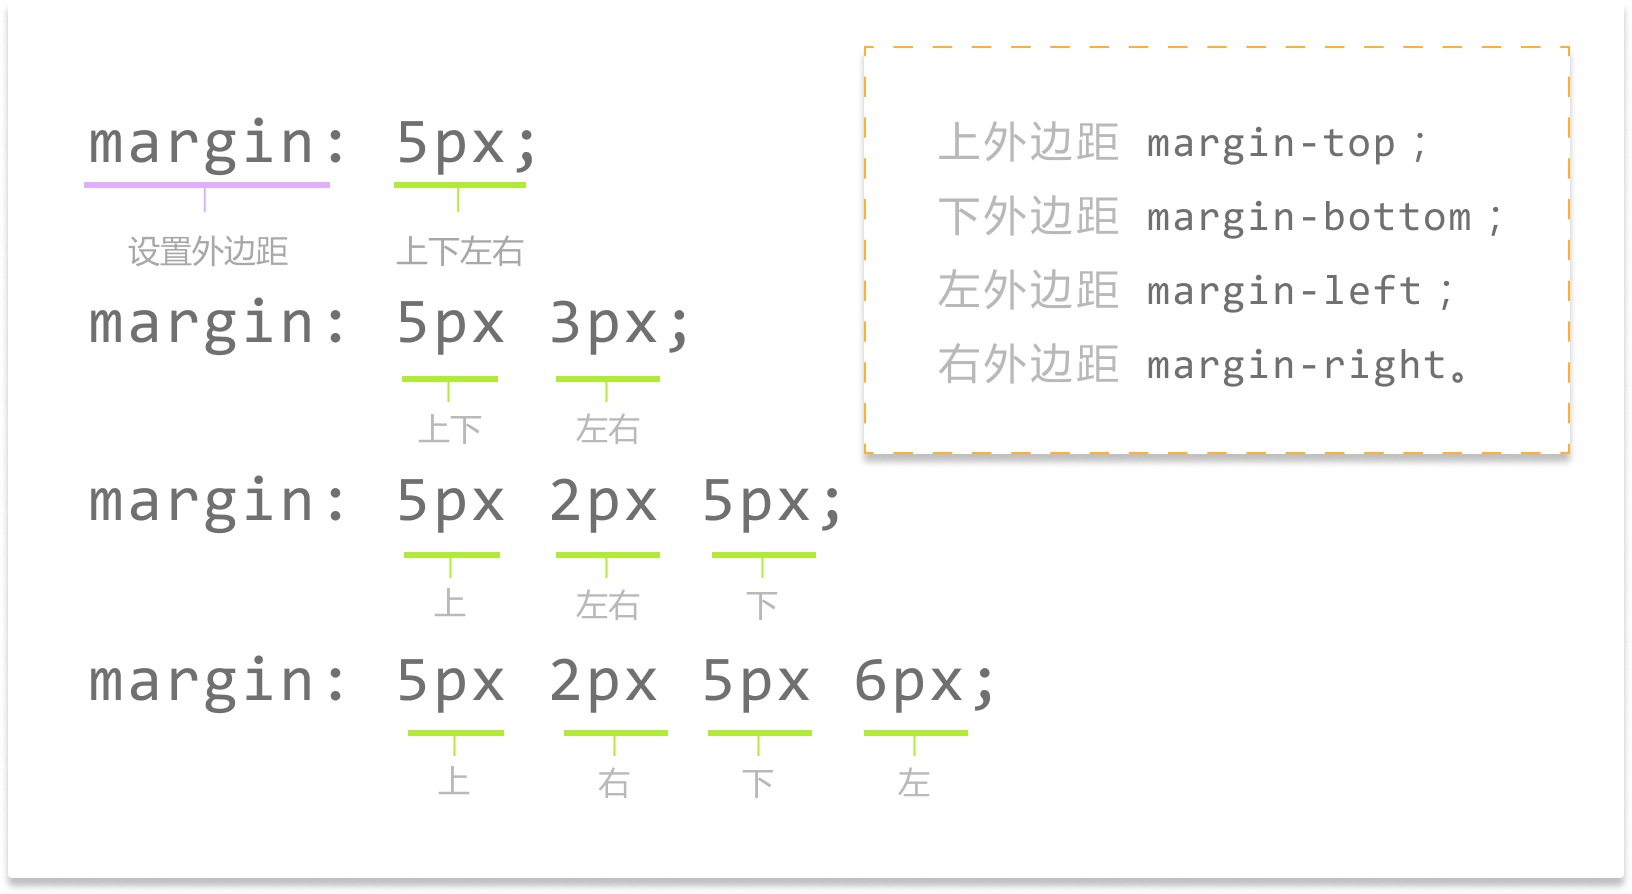 margin: 5px;
设置外边距 上下左右
margin: 5px 3px;
上下 左右
margin: 5px 2px 5px;
上 左右 下
margin: 5px 2px 5px 6px;
上 右 下 左
上外边距 margin-top；
下外边距 margin-bottom；
左外边距 margin-left；
右外边距 margin-right。